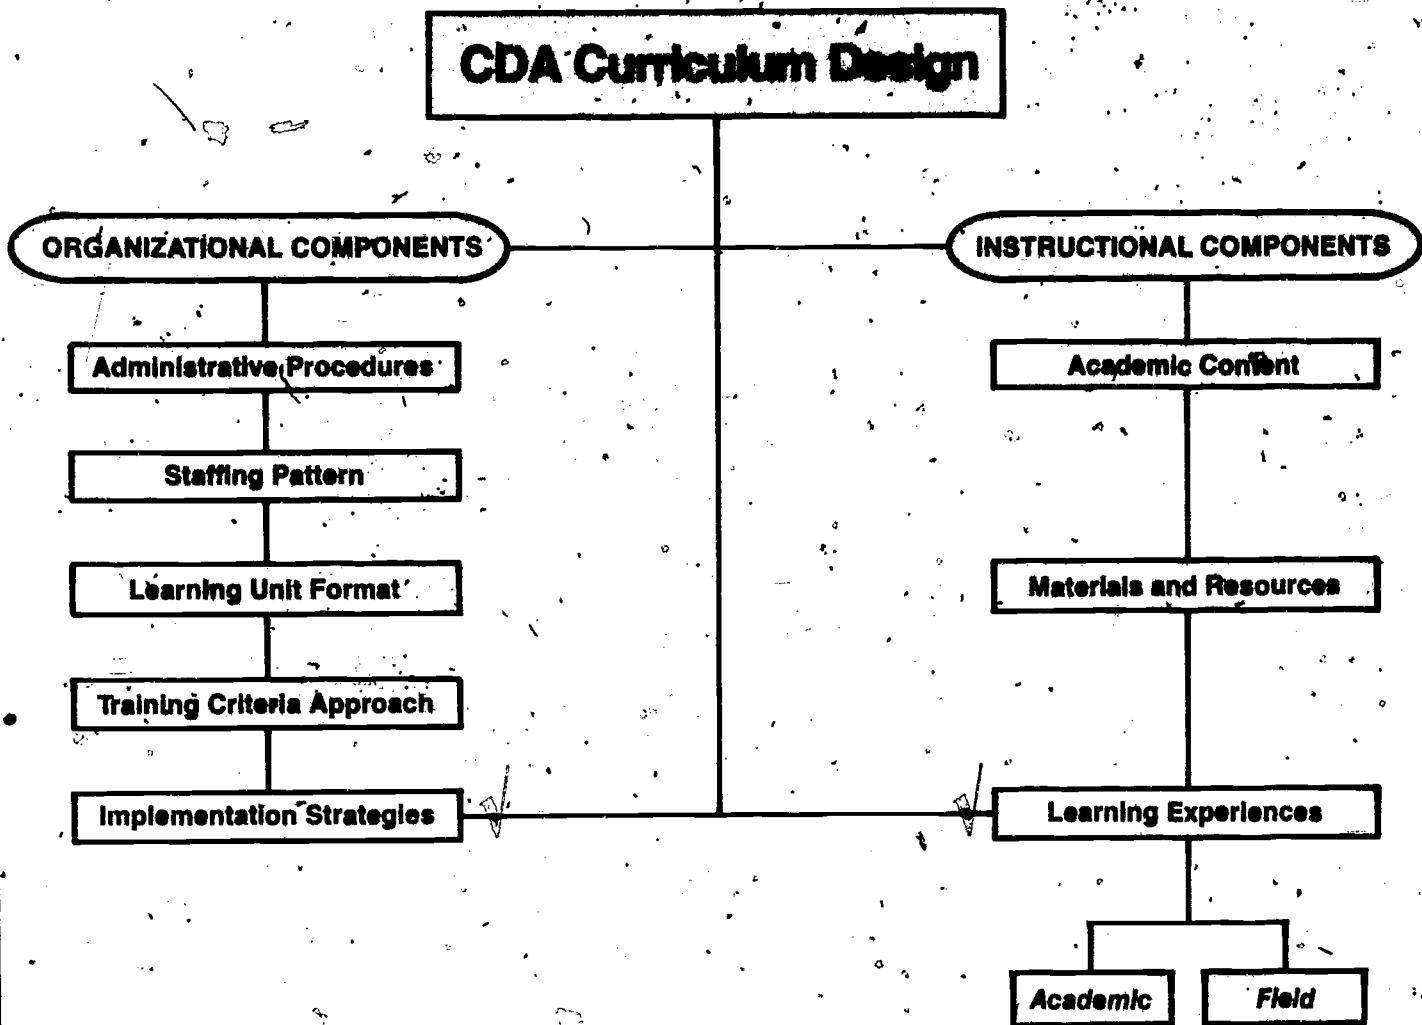 CDA Curriculum Design
ORGANIZATIONAL COMPONENTS
INSTRUCTIONAL COMPONENTS
Administrative Procedures
Academic Content
Staffing Pattern
Learning Unit Format
Materials and Resources
Training Criteria Approach
Implementation Strategies
Learning Experiences
Academic
Field